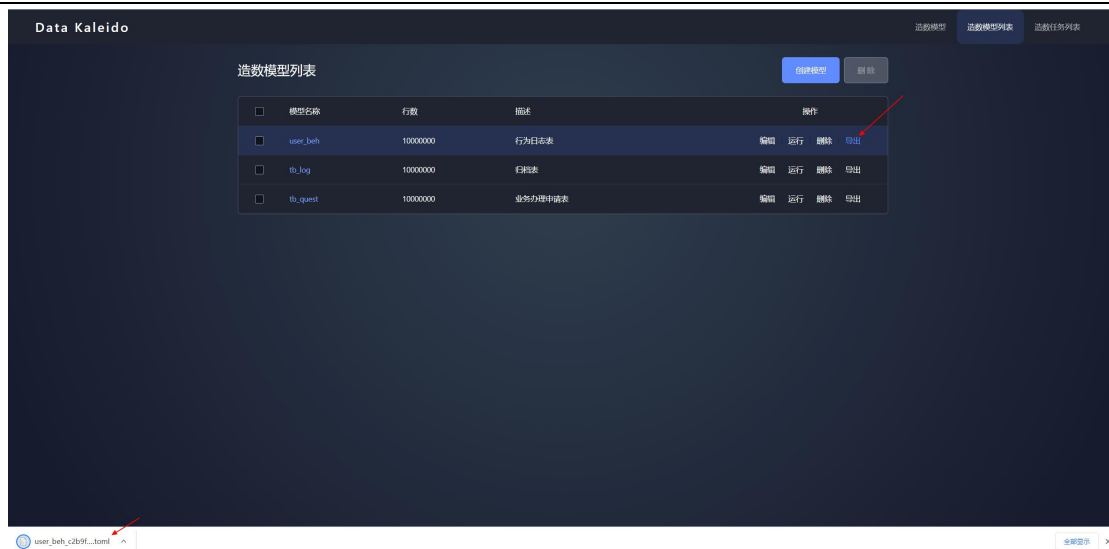 Data Kaleido 造数模型 造数模型列表 造数任务列表
造数模型列表 创建模型 删除
模型名称 行数 描述 操作
user_beh 10000000 行为日志表 编辑 运行 删除 导出
tb_log 10000000 归档表 编辑 运行 删除 导出
tb_quest 10000000 业务办理申请表 编辑 运行 删除 导出
user_beh_c2b9f....toml 全部显示